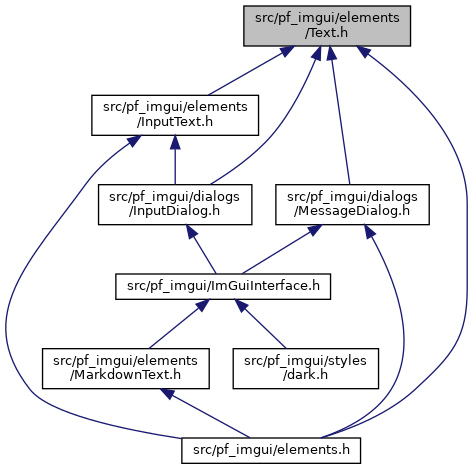 src/pf_imgui/elements
/Text.h
src/pf_imgui/elements
/InputText.h
src/pf_imgui/dialogs
/InputDialog.h
src/pf_imgui/dialogs
/MessageDialog.h
src/pf_imgui/ImGuiInterface.h
src/pf_imgui/elements
/MarkdownText.h
src/pf_imgui/styles
/dark.h
src/pf_imgui/elements.h